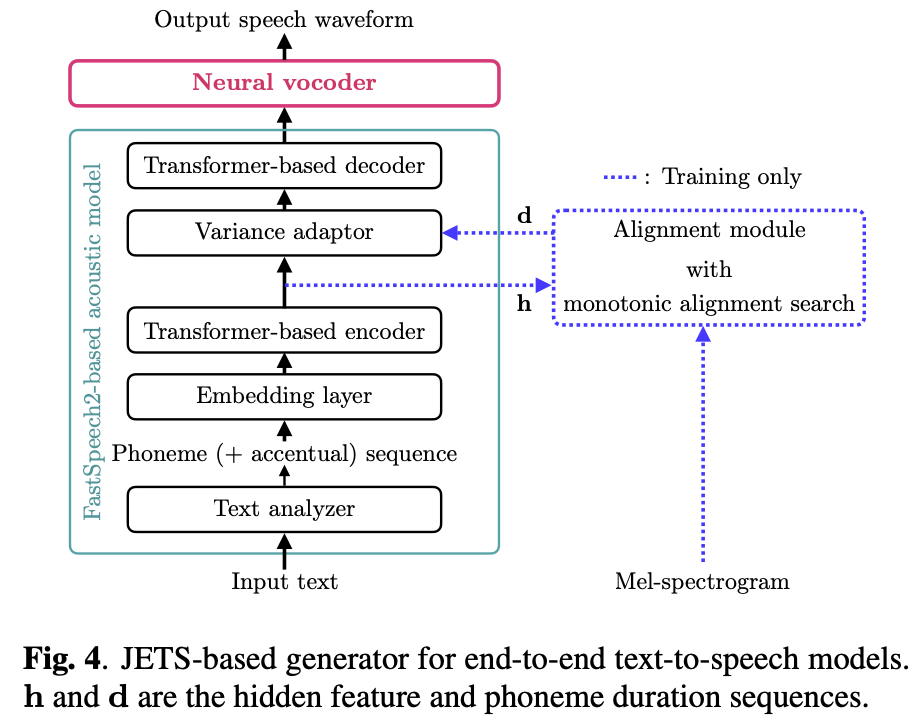 Output speech waveform
Neural vocoder
FastSpeech2-based acoustic model
Transformer-based decoder
Variance adaptor
Transformer-based encoder
Embedding layer
Phoneme (+ accentual) sequence
Text analyzer
Input text
: Training only
d
h
Alignment module
with
monotonic alignment search
Mel-spectrogram
Fig. 4. JETS-based generator for end-to-end text-to-speech models.
h and d are the hidden feature and phoneme duration sequences.